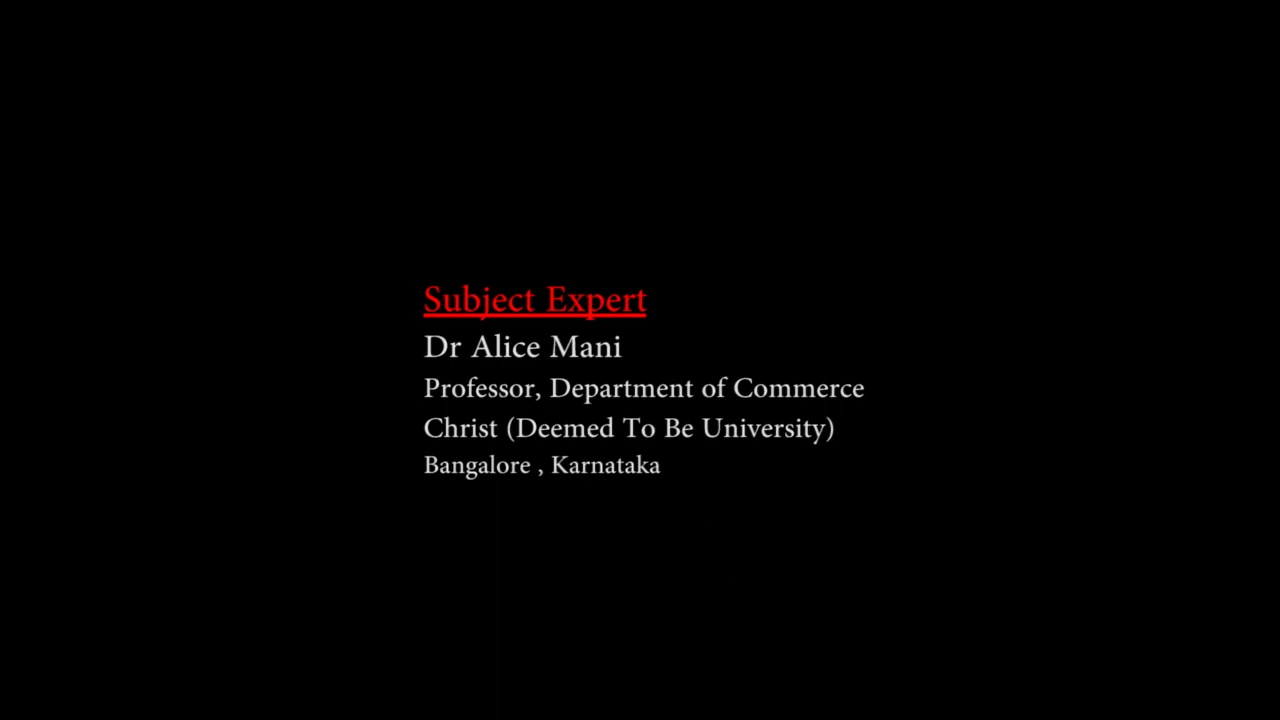 Subject Expert
Dr Alice Mani
Professor, Department of Commerce
Christ (Deemed To Be University)
Bangalore , Karnataka